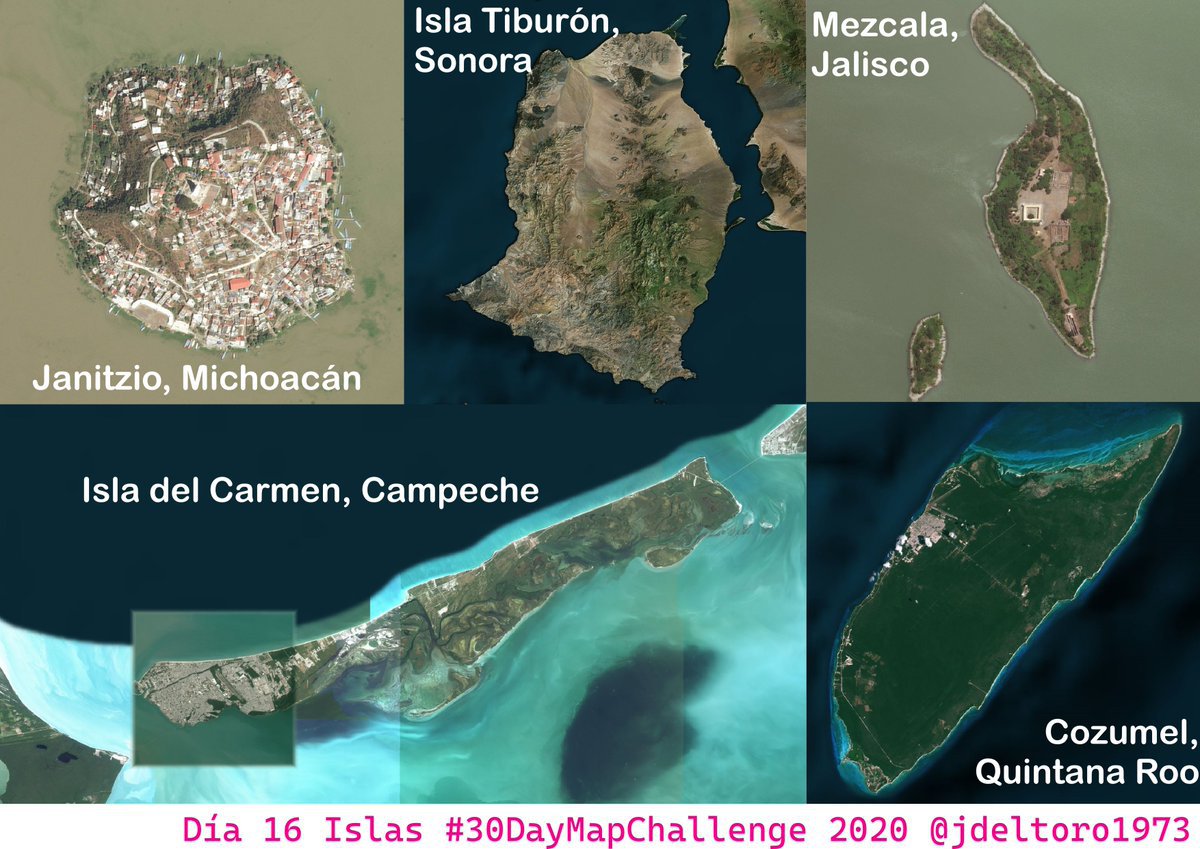 Isla Tiburón,
Sonora
Mezcala,
Jalisco
Janitzio, Michoacán
Isla del Carmen, Campeche
Cozumel,
Quintana Roo
Día 16 Islas #30DayMapChallenge 2020 @jdeltoro1973